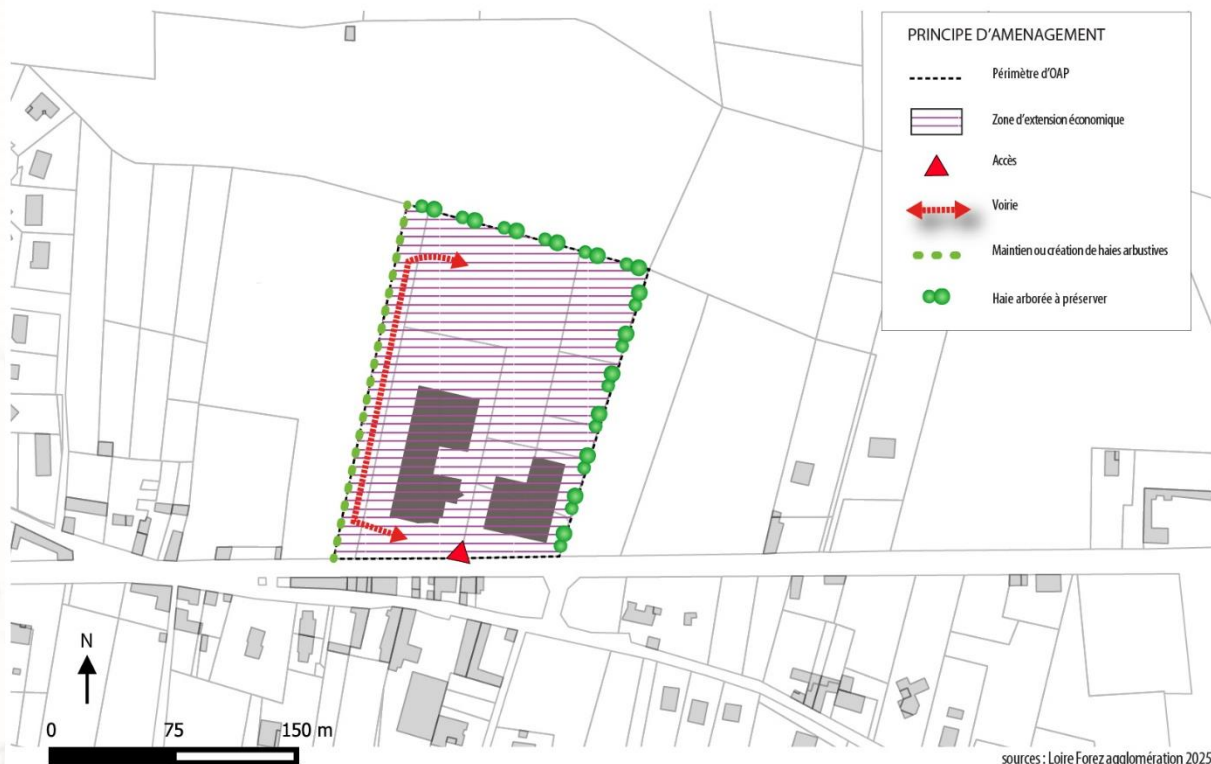 PRINCIPE D'AMENAGEMENT
Périmètre d'OAP
Zone d'extension économique
Accès
Voirie
Maintien ou création de haies arbustives
Haie arborée à préserver
N
0 75 150 m
sources : Loire Forez agglomération 2025